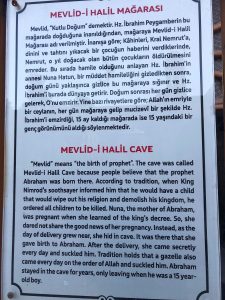 MEVLİD-İ HALİL MAĞARASI
Mevlid, "Kutlu Doğum" demektir. Hz. İbrahim Peygamberin bu
mağarada doğduğuna inanıldığından, mağaraya Mevlid-i Halil
Mağarası adı verilmiştir. İnanışa göre; Kâhinleri, Kral Nemrut'a,
dinini ve tahtını yıkacak bir çocuğun haberini verdiklerinde,
Nemrut, o yıl doğacak olan bütün çocukların öldürülmesini
emreder. Bu sırada hamile olduğunu anlayan Hz. İbrahim'in
annesi Nuna Hatun, bir müddet hamileliğini gizledikten sonra,
doğum günü yaklaşınca gizlice bu mağaraya sığınır ve Hz.
İbrahim'i burada dünyaya getirir. Doğum sonrası her gün gizlice
gelerek, O'nu emzirir. Yine bazı rivayetlere göre; Allah'ın emriyle
bir ceylanın, her gün mağaraya gelip mucizevî bir şekilde Hz.
İbrahim'i emzirdiği, 15 ay kaldığı mağarada ise 15 yaşındaki bir
genç görünümünü aldığı söylenmektedir.
MEVLID-I HALIL CAVE
"Mevlid" means "the birth of prophet". The cave was called
Mevlid-i Halil Cave because people believe that the prophet
Abraham was born there. According to tradition, when King
Nimrod's soothsayer informed him that he would have a child
that would wipe out his religion and demolish his kingdom, he
ordered all children to be killed. Nuna, the mother of Abraham,
was pregnant when she learned of the king's decree. So, she
dared not share the good news of her pregnancy. Instead, as the
day of delivery grew near, she hid in cave. It was there that she
gave birth to Abraham. After the delivery, she came secretly
every day and suckled him. Tradition holds that a gazelle also
came every day on the order of Allah and suckled him. Abraham
stayed in the cave for years, only leaving when he was a 15 year-
old boy.